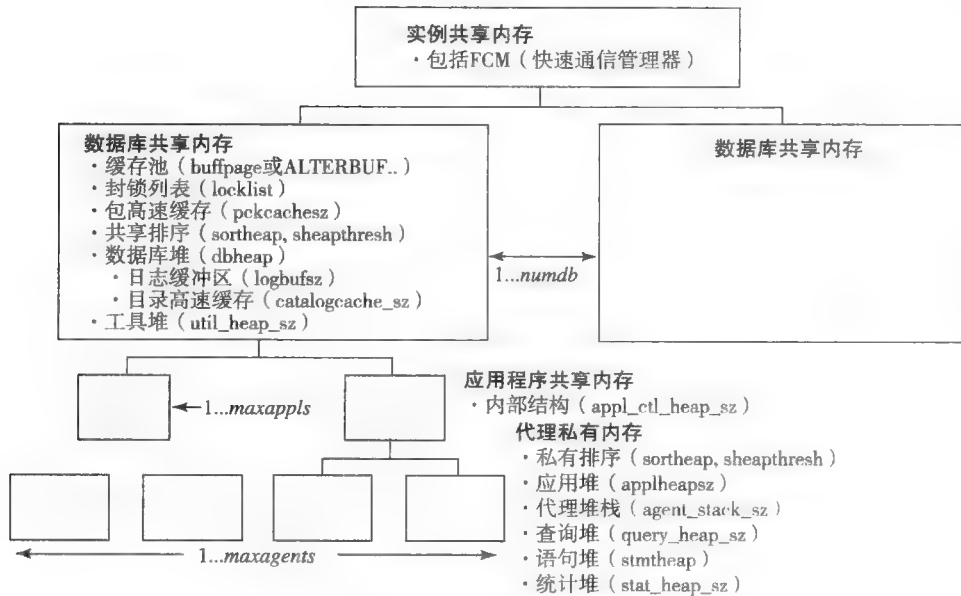 实例共享内存
· 包括FCM（快速通信管理器）
数据库共享内存
· 缓存池（buffpage或ALTERBUF..）
· 封锁列表（locklist）
· 包高速缓存（pckcachesz）
· 共享排序（sortheap, sheapthresh）
· 数据库堆（dbheap）
· 日志缓冲区（logbufsz）
· 目录高速缓存（catalogcache_sz）
· 工具堆（util_heap_sz）
数据库共享内存
1...numdb
1...maxappls
应用程序共享内存
· 内部结构（appl_ctl_heap_sz）
代理私有内存
· 私有排序（sortheap, sheapthresh）
· 应用堆（applheapsz）
· 代理堆栈（agent_stack_sz）
· 查询堆（query_heap_sz）
· 语句堆（stmtheap）
· 统计堆（stat_heap_sz）
1...maxagents